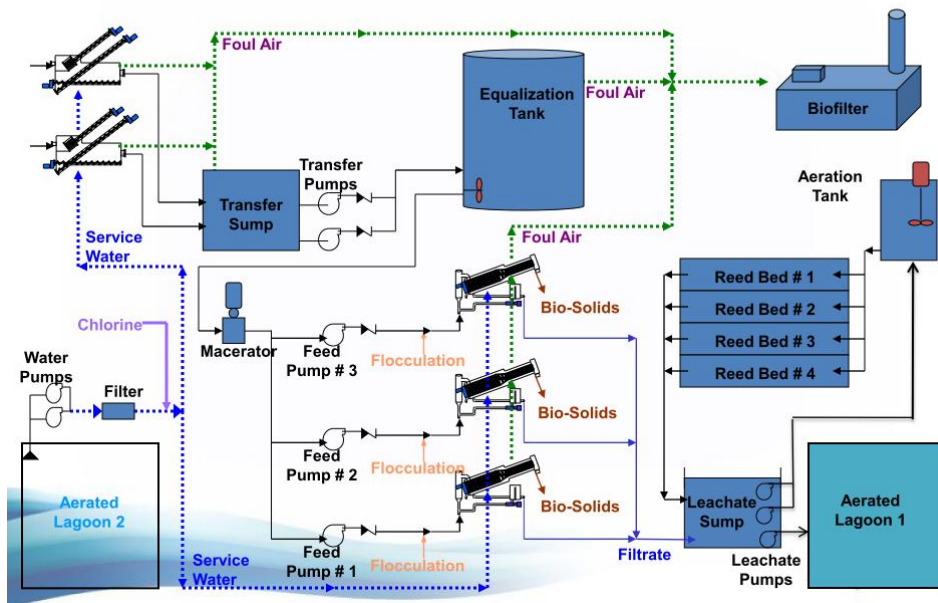 Foul Air
Equalization
Tank
Foul Air
Biofilter
Transfer
Pumps
Transfer
Sump
Aeration
Tank
Service
Water
Foul Air
Reed Bed # 1
Reed Bed # 2
Reed Bed # 3
Reed Bed # 4
Bio-Solids
Chlorine
Macerator
Feed
Pump # 3
Flocculation
Water
Pumps
Filter
Bio-Solids
Feed
Pump # 2
Flocculation
Aerated
Lagoon 2
Bio-Solids
Leachate
Sump
Aerated
Lagoon 1
Service
Water
Feed
Pump # 1
Flocculation
Filtrate
Leachate
Pumps